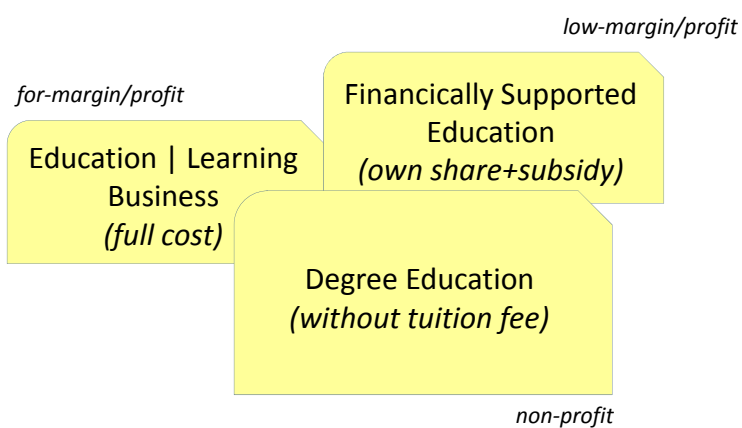 low-margin/profit
for-margin/profit
Financically Supported
Education
(own share+subsidy)
Education | Learning
Business
(full cost)
Degree Education
(without tuition fee)
non-profit